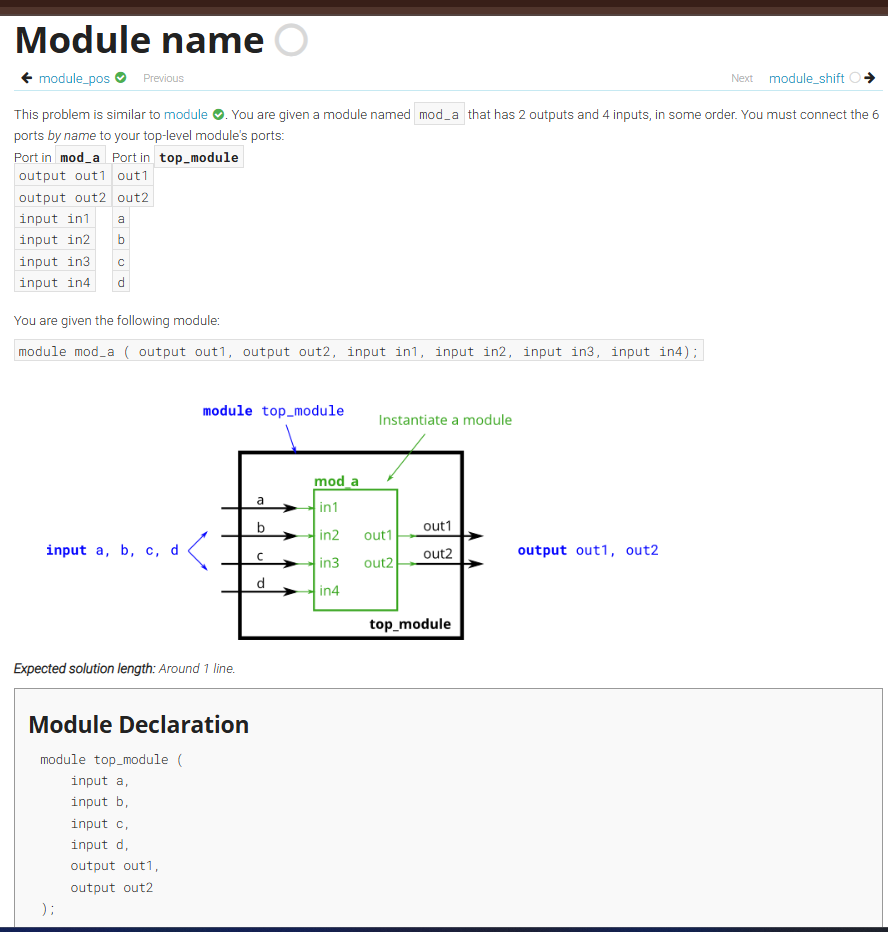 Module name
module_pos Previous
Next module_shift
This problem is similar to module . You are given a module named mod_a that has 2 outputs and 4 inputs, in some order. You must connect the 6
ports by name to your top-level module's ports:
Port in mod_a Port in top_module
output out1 out1
output out2 out2
input in1 a
input in2 b
input in3 c
input in4 d
You are given the following module:
module mod_a ( output out1, output out2, input in1, input in2, input in3, input in4);
module top_module
Instantiate a module
mod_a
a
in1
b
in2 out1
out1
input a, b, c, d
output out1, out2
c
in3 out2
out2
d
in4
top_module
Expected solution length: Around 1 line.
Module Declaration
module top_module (
input a,
input b,
input c,
input d,
output out1,
output out2
);